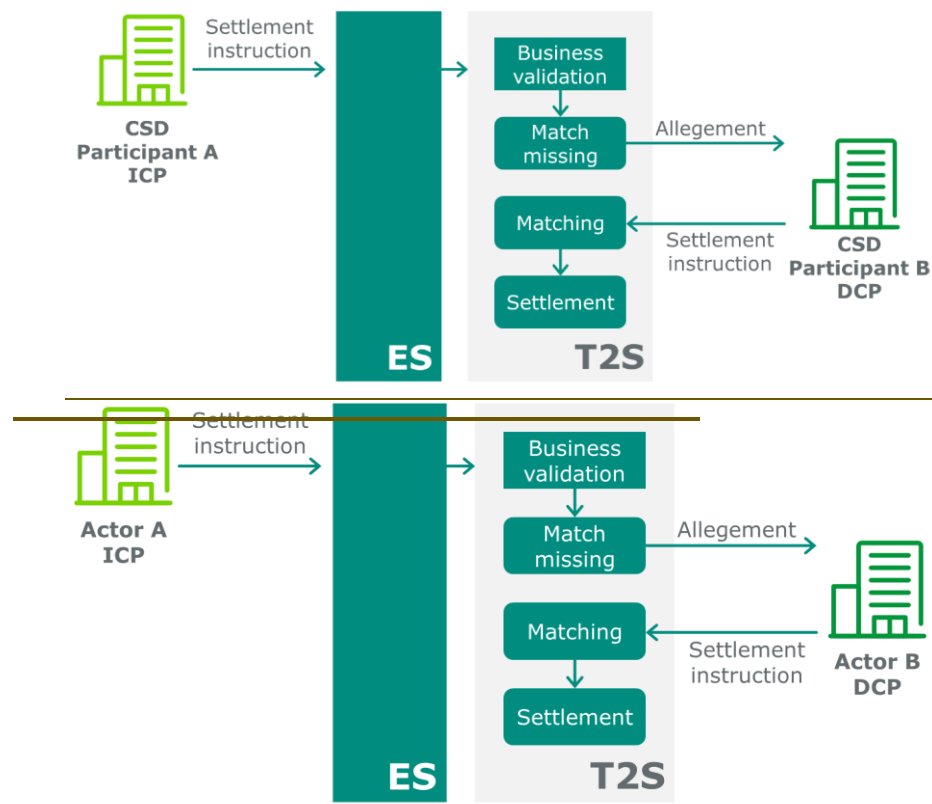 Settlement
instruction
CSD
Participant A
ICP
Business
validation
Match
missing
Allegement
Matching
Settlement
instruction
CSD
Participant B
DCP
Settlement
ES
T2S
Settlement
instruction
Actor A
ICP
Business
validation
Match
missing
Allegement
Matching
Settlement
instruction
Actor B
DCP
Settlement
ES
T2S